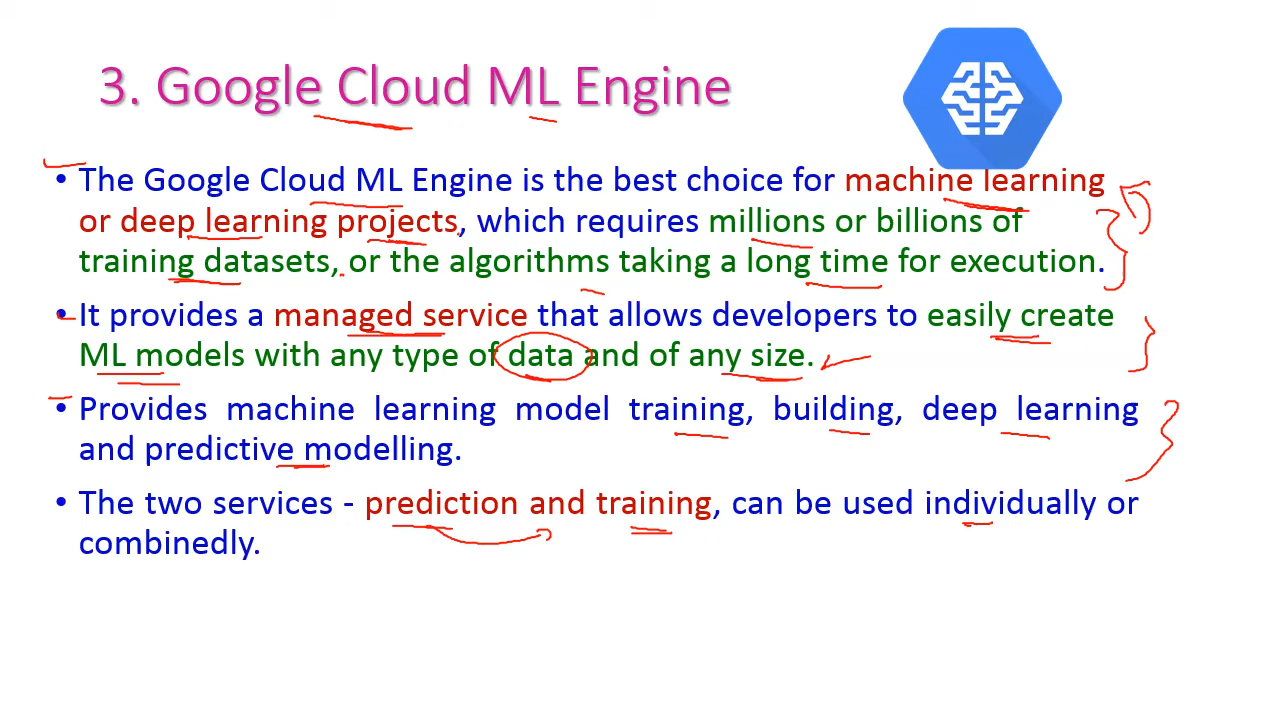 3. Google Cloud ML Engine
• The Google Cloud ML Engine is the best choice for machine learning
or deep learning projects, which requires millions or billions of
training datasets, or the algorithms taking a long time for execution.
• It provides a managed service that allows developers to easily create
ML models with any type of data and of any size.
• Provides machine learning model training, building, deep learning
and predictive modelling.
• The two services - prediction and training, can be used individually or
combinedly.